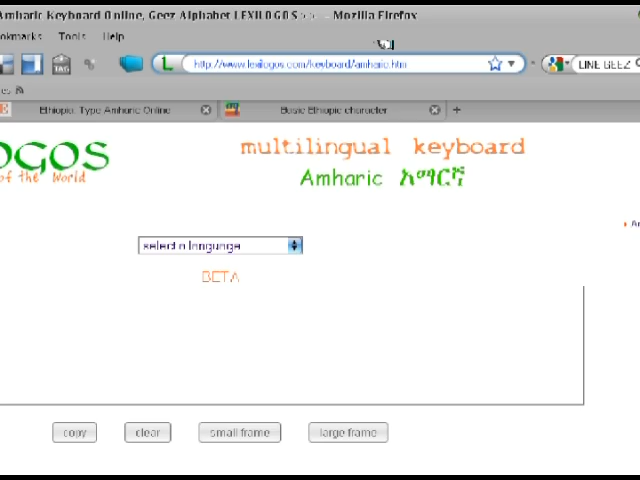 Amharic Keyboard Online, Geez Alphabet LEXILOGOS >> - Mozilla Firefox
Tools Help
TAG
http://www.lexilogos.com/keyboard/amharic.htm
LINE GEEZ
Ethiopia: Type Amharic Online
Basic Ethiopic character
+
OGOS
of the World
multilingual keyboard
Amharic አማርኛ
select a language
BETA
copy
clear
small frame
large frame